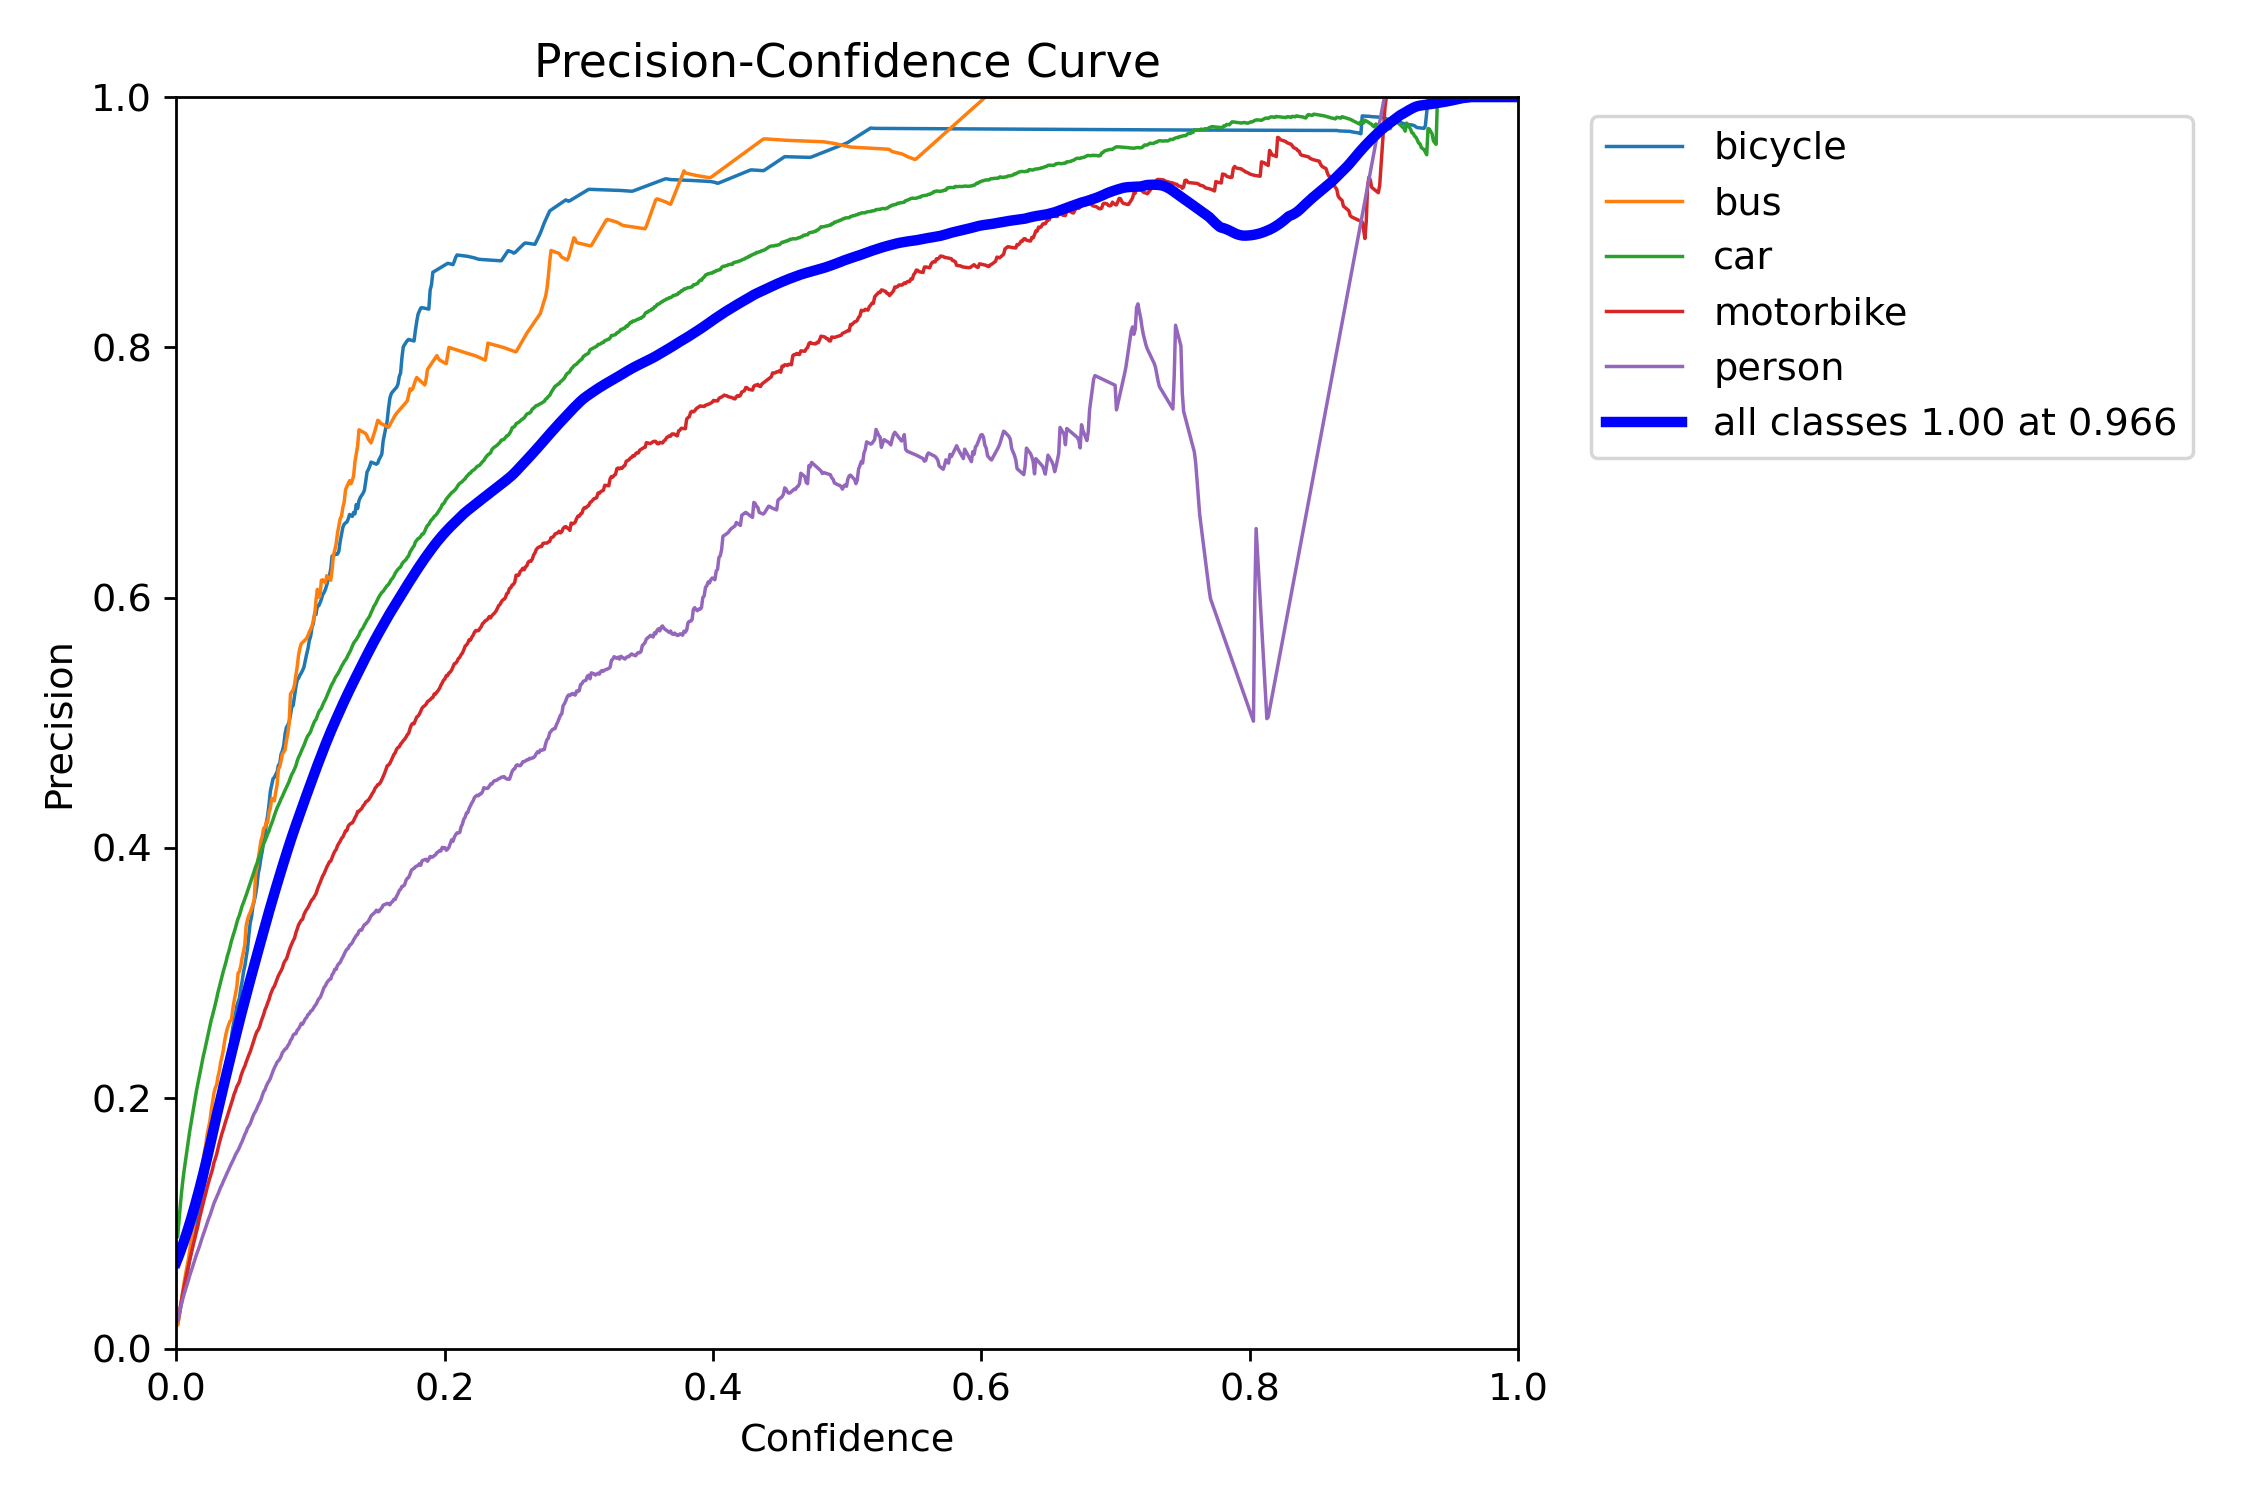 Precision-Confidence Curve
1.0
0.8
0.6
0.4
0.2
0.0
Precision
0.0 0.2 0.4 0.6 0.8 1.0
Confidence
bicycle
bus
car
motorbike
person
all classes 1.00 at 0.966